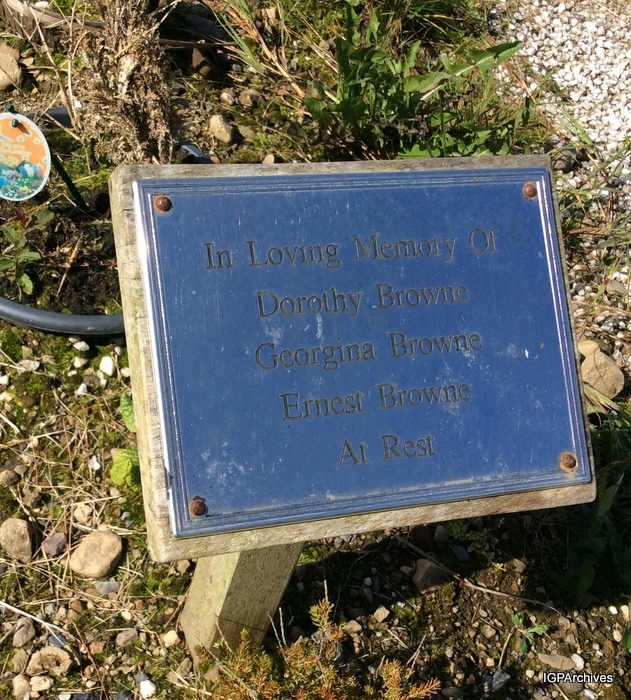 In Loving Memory Of
Dorothy Browne
Georgina Browne
Ernest Browne
At Rest
IGPArchives